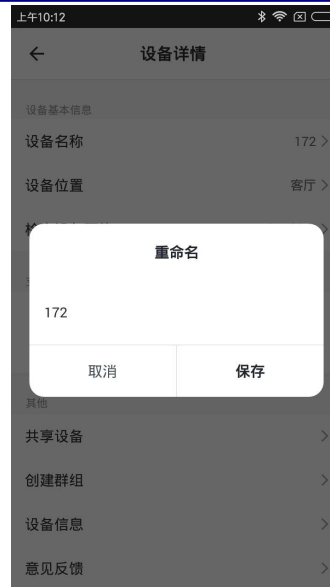 上午10:12
设备详情
设备基本信息
设备名称
172
设备位置
客厅
重命名
172
取消
保存
其他
共享设备
创建群组
设备信息
意见反馈